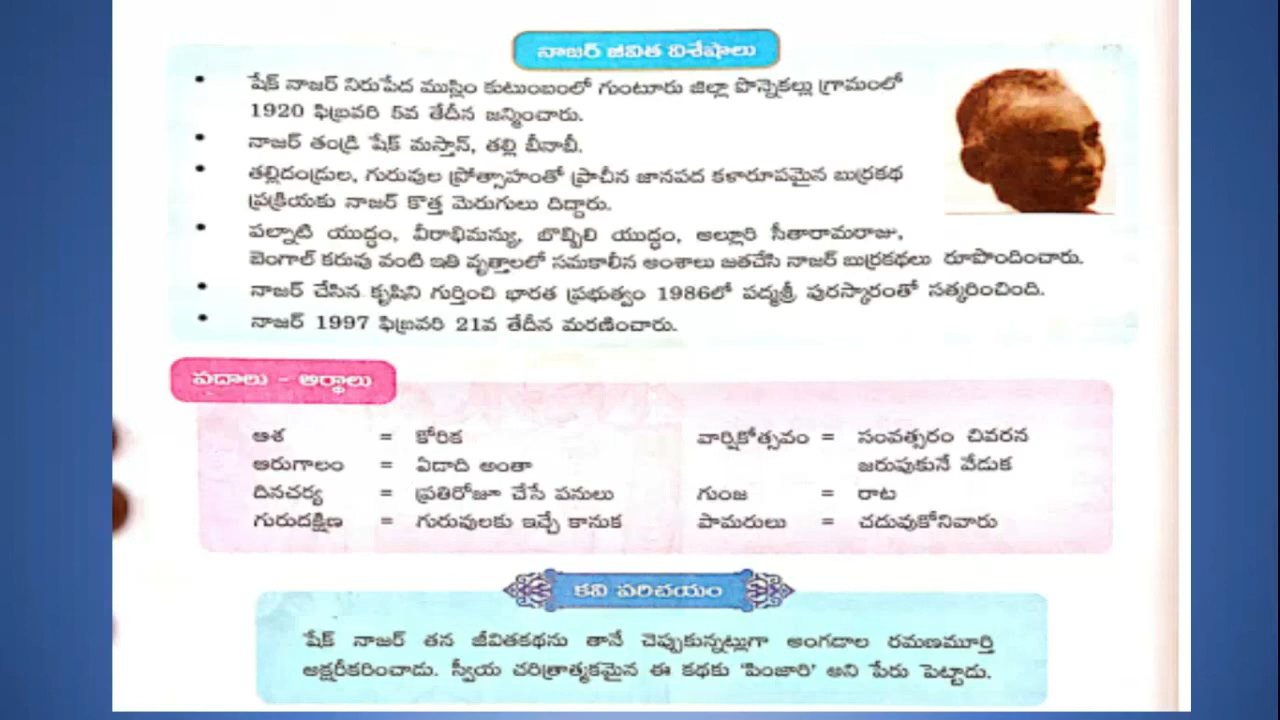 నాజర్ జీవిత విశేషాలు
• షేక్ నాజర్ నిరుపేద ముస్లిం కుటుంబంలో గుంటూరు జిల్లా పొన్నెకల్లు గ్రామంలో
1920 ఫిబ్రవరి 5వ తేదీన జన్మించారు.
• నాజర్ తండ్రి షేక్ మస్తాన్, తల్లి బీనాబీ.
• తల్లిదండ్రుల, గురువుల ప్రోత్సాహంతో ప్రాచీన జానపద కళారూపమైన బుర్రకథ
ప్రక్రియకు నాజర్ కొత్త మెరుగులు దిద్దారు.
• పల్నాటి యుద్ధం, వీరాభిమన్యు, బొబ్బిలి యుద్ధం, అల్లూరి సీతారామరాజు,
బెంగాల్ కరువు వంటి ఇతి వృత్తాలలో సమకాలీన అంశాలు జతచేసి నాజర్ బుర్రకథలు రూపొందించారు.
• నాజర్ చేసిన కృషిని గుర్తించి భారత ప్రభుత్వం 1986లో పద్మశ్రీ పురస్కారంతో సత్కరించింది.
• నాజర్ 1997 ఫిబ్రవరి 21వ తేదీన మరణించారు.
పదాలు - అర్థాలు
ఆశ = కోరిక
ఆరుగాలం = ఏడాది అంతా
దినచర్య = ప్రతిరోజూ చేసే పనులు
గురుదక్షిణ = గురువులకు ఇచ్చే కానుక
వార్షికోత్సవం = సంవత్సరం చివరన
జరుపుకునే వేడుక
గుంజ = రాట
పామరులు = చదువుకోనివారు
కవి పరిచయం
షేక్ నాజర్ తన జీవితకథను తానే చెప్పుకున్నట్లుగా అంగడాల రమణమూర్తి
అక్షరీకరించాడు. స్వీయ చరిత్రాత్మకమైన ఈ కథకు 'పింజారి' అని పేరు పెట్టాడు.